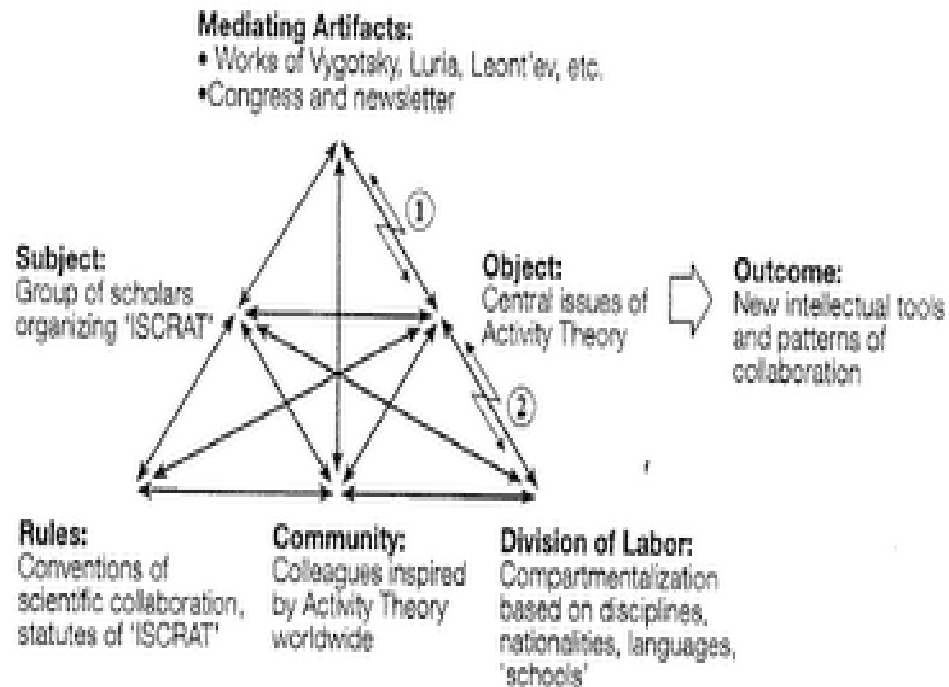 Mediating Artifacts:
• Works of Vygotsky, Luria, Leont'ev, etc.
•Congress and newsletter
①
Subject:
Group of scholars
organizing 'ISCRAT'
Object:
Central issues of
Activity Theory
Outcome:
New intellectual tools
and patterns of
collaboration
②
Rules:
Conventions of
scientific collaboration,
statutes of 'ISCRAT'
Community:
Colleagues inspired
by Activity Theory
worldwide
Division of Labor:
Compartmentalization
based on disciplines,
nationalities, languages,
'schools'